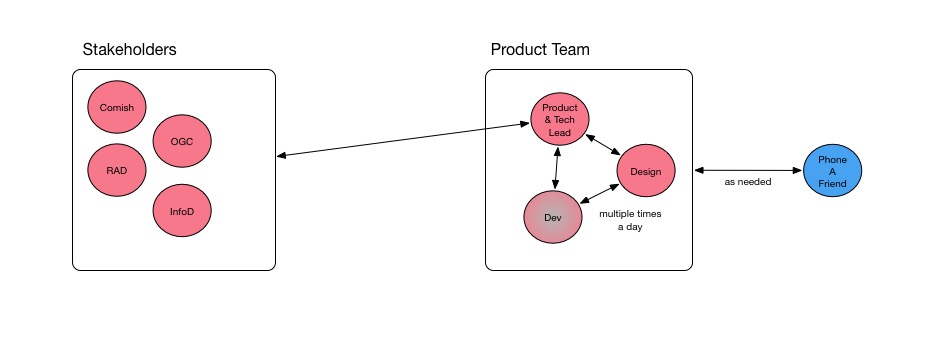 Stakeholders
Comish
OGC
RAD
InfoD
Product Team
Product
& Tech
Lead
Design
Dev
multiple times
a day
as needed
Phone
A
Friend